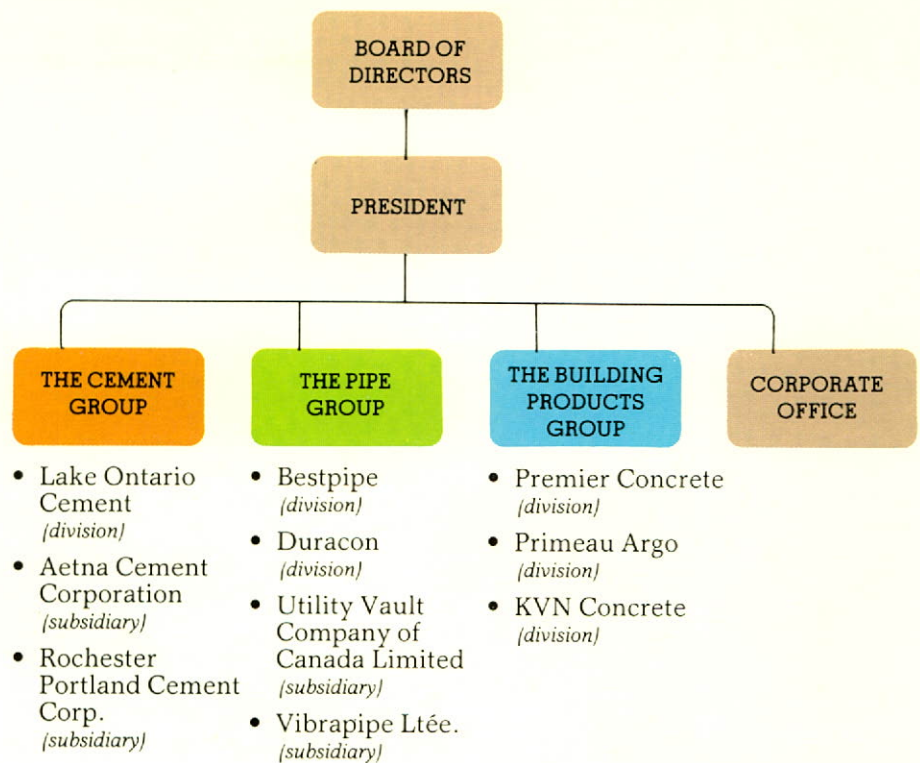 BOARD OF
DIRECTORS
PRESIDENT
THE CEMENT
GROUP
• Lake Ontario
Cement
(division)
• Aetna Cement
Corporation
(subsidiary)
• Rochester
Portland Cement
Corp.
(subsidiary)
THE PIPE
GROUP
• Bestpipe
(division)
• Duracon
(division)
• Utility Vault
Company of
Canada Limited
(subsidiary)
• Vibrapipe Ltée.
(subsidiary)
THE BUILDING
PRODUCTS
GROUP
• Premier Concrete
(division)
• Primeau Argo
(division)
• KVN Concrete
(division)
CORPORATE
OFFICE